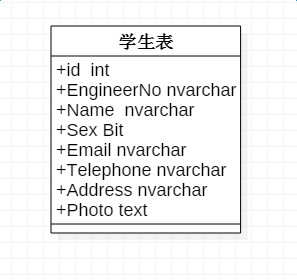 学生表
+id  int
+EngineerNo nvarchar
+Name  nvarchar
+Sex Bit
+Email nvarchar
+Telephone nvarchar
+Address nvarchar
+Photo text